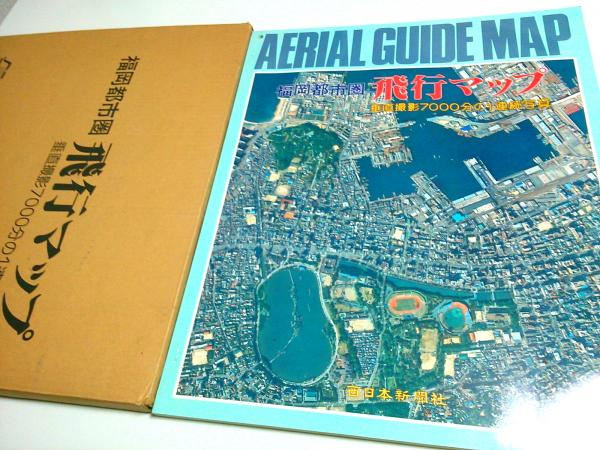 福岡都市圏 飛行マップ
垂直撮影7000分の1連
AERIAL GUIDE MAP
福岡都市圏 飛行マップ
垂直撮影7000分の1連続写真
西日本新聞社